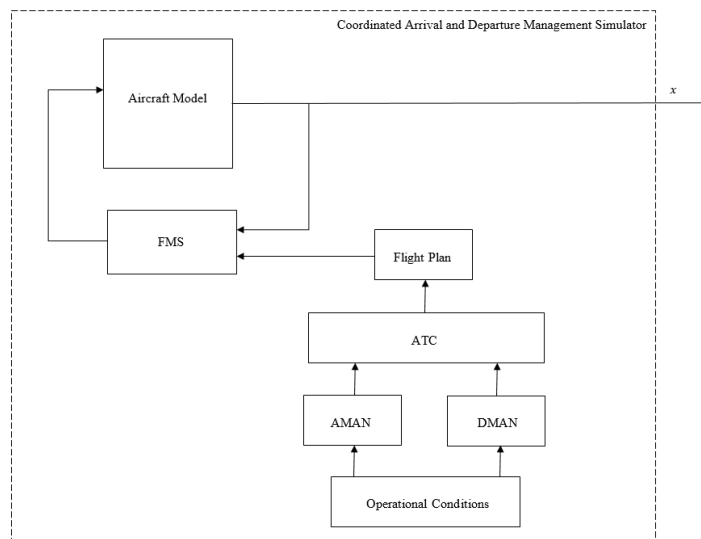 Coordinated Arrival and Departure Management Simulator
Aircraft Model
x
FMS
Flight Plan
ATC
AMAN
DMAN
Operational Conditions